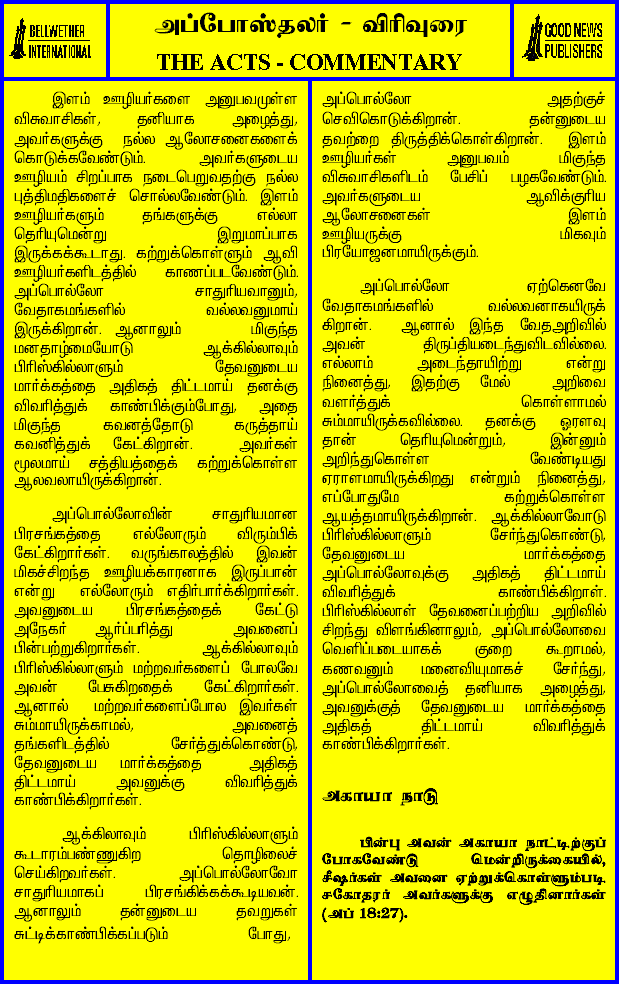 BELLWETHER
INTERNATIONAL
அப்போஸ்தலர் - விரிவுரை
THE ACTS - COMMENTARY
GOOD NEWS
PUBLISHERS
இளம் ஊழியர்களை அனுபவமுள்ள
விசுவாசிகள், தனியாக அழைத்து,
அவர்களுக்கு நல்ல ஆலோசனைகளைக்
கொடுக்கவேண்டும். அவர்களுடைய
ஊழியம் சிறப்பாக நடைபெறுவதற்கு நல்ல
புத்திமதிகளைச் சொல்லவேண்டும். இளம்
ஊழியர்களும் தங்களுக்கு எல்லா
தெரியுமென்று இறுமாப்பாக
இருக்கக்கூடாது. கற்றுக்கொள்ளும் ஆவி
ஊழியர்களிடத்தில் காணப்படவேண்டும்.
அப்பொல்லோ சாதுரியவானும்,
வேதாகமங்களில் வல்லவனுமாய்
இருக்கிறான். ஆனாலும் மிகுந்த
மனதாழ்மையோடு ஆக்கில்லாவும்
பிரிஸ்கில்லாளும் தேவனுடைய
மார்க்கத்தை அதிகத் திட்டமாய் தனக்கு
விவரித்துக் காண்பிக்கும்போது, அதை
மிகுந்த கவனத்தோடு கருத்தாய்
கவனித்துக் கேட்கிறான். அவர்கள்
மூலமாய் சத்தியத்தைக் கற்றுக்கொள்ள
ஆவலாயிருக்கிறான்.
அப்பொல்லோவின் சாதுரியமான
பிரசங்கத்தை எல்லோரும் விரும்பிக்
கேட்கிறார்கள். வருங்காலத்தில் இவன்
மிகச்சிறந்த ஊழியக்காரனாக இருப்பான்
என்று எல்லோரும் எதிர்பார்க்கிறார்கள்.
அவனுடைய பிரசங்கத்தைக் கேட்டு
அநேகர் ஆர்ப்பரித்து அவனைப்
பின்பற்றுகிறார்கள். ஆக்கில்லாவும்
பிரிஸ்கில்லாளும் மற்றவர்களைப் போலவே
அவன் பேசுகிறதைக் கேட்கிறார்கள்.
ஆனால் மற்றவர்களைப்போல இவர்கள்
சும்மாயிருக்காமல், அவனைத்
தங்களிடத்தில் சேர்த்துக்கொண்டு,
தேவனுடைய மார்க்கத்தை அதிகத்
திட்டமாய் அவனுக்கு விவரித்துக்
காண்பிக்கிறார்கள்.
ஆக்கிலாவும் பிரிஸ்கில்லாளும்
கூடாரம்பண்ணுகிற தொழிலைச்
செய்கிறவர்கள். அப்பொல்லோவோ
சாதுரியமாகப் பிரசங்கிக்கக்கூடியவன்.
ஆனாலும் தன்னுடைய தவறுகள்
சுட்டிக்காண்பிக்கப்படும் போது,
அப்பொல்லோ அதற்குச்
செவிகொடுக்கிறான். தன்னுடைய
தவற்றை திருத்திக்கொள்கிறான். இளம்
ஊழியர்கள் அனுபவம் மிகுந்த
விசுவாசிகளிடம் பேசிப் பழகவேண்டும்.
அவர்களுடைய ஆவிக்குரிய
ஆலோசனைகள் இளம்
ஊழியருக்கு மிகவும்
பிரயோஜனமாயிருக்கும்.
அப்பொல்லோ ஏற்கெனவே
வேதாகமங்களில் வல்லவனாகயிருக்
கிறான். ஆனால் இந்த வேதஅறிவில்
அவன் திருப்தியடைந்துவிடவில்லை.
எல்லாம் அடைந்தாயிற்று என்று
நினைத்து, இதற்கு மேல் அறிவை
வளர்த்துக் கொள்ளாமல்
சும்மாயிருக்கவில்லை. தனக்கு ஓரளவு
தான் தெரியுமென்றும், இன்னும்
அறிந்துகொள்ள வேண்டியது
ஏராளமாயிருக்கிறது என்றும் நினைத்து,
எப்போதுமே கற்றுக்கொள்ள
ஆயத்தமாயிருக்கிறான். ஆக்கில்லாவோடு
பிரிஸ்கில்லாளும் சேர்ந்துகொண்டு,
தேவனுடைய மார்க்கத்தை
அப்பொல்லோவுக்கு அதிகத் திட்டமாய்
விவரித்துக் காண்பிக்கிறாள்.
பிரிஸ்கில்லாள் தேவனைப்பற்றிய அறிவில்
சிறந்து விளங்கினாலும், அப்பொல்லோவை
வெளிப்படையாகக் குறை கூறாமல்,
கணவனும் மனைவியுமாகச் சேர்ந்து,
அப்பொல்லோவைத் தனியாக அழைத்து,
அவனுக்குத் தேவனுடைய மார்க்கத்தை
அதிகத் திட்டமாய் விவரித்துக்
காண்பிக்கிறார்கள்.
அகாயா நாடு
பின்பு அவன் அகாயா நாட்டிற்குப்
போகவேண்டு மென்றிருக்கையில்,
சீஷர்கள் அவனை ஏற்றுக்கொள்ளும்படி
சகோதரர் அவர்களுக்கு எழுதினார்கள்
(அப் 18:27).